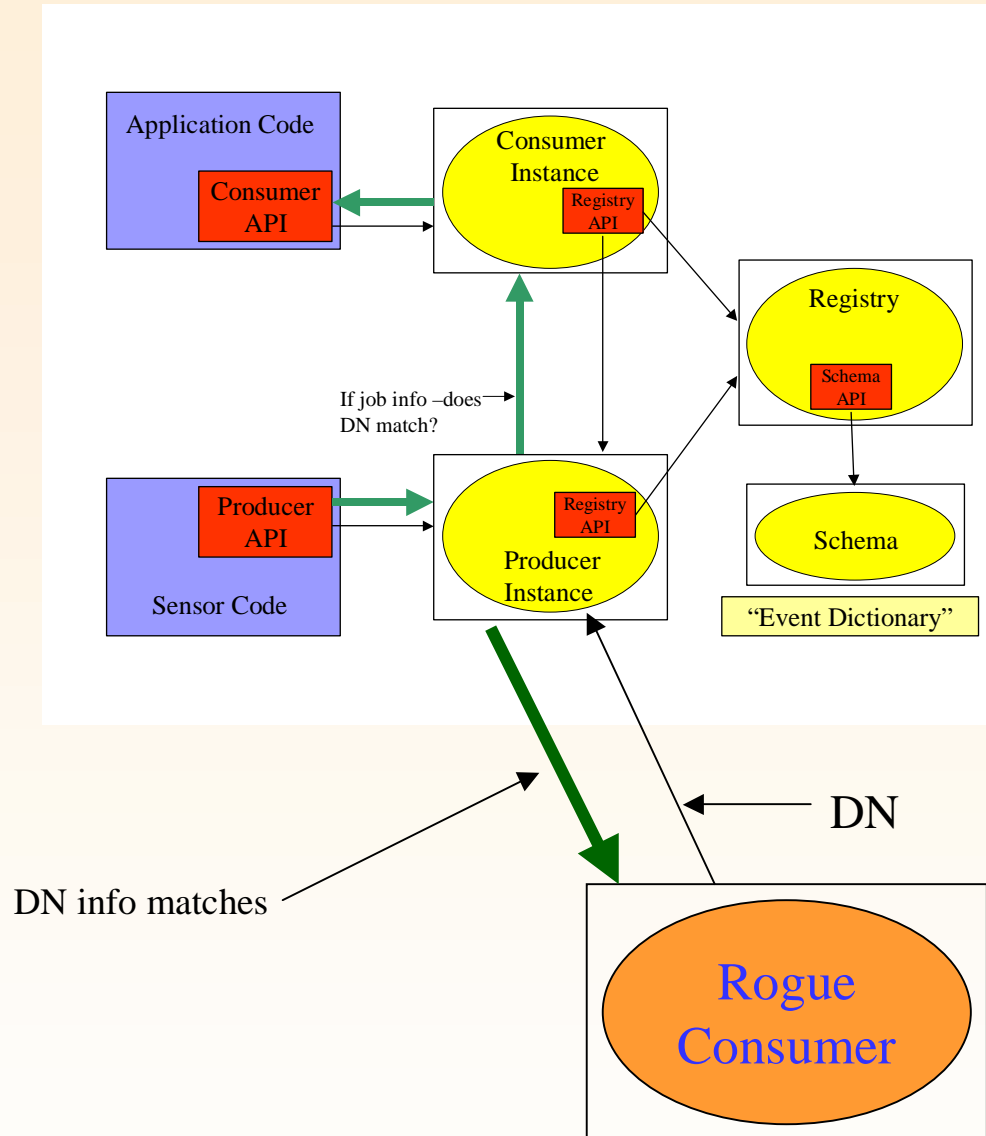 Application Code
Consumer
API
Consumer
Instance
Registry
API
Registry
Schema
API
If job info –does
DN match?
Producer
API
Sensor Code
Registry
API
Producer
Instance
Schema
“Event Dictionary”
DN
DN info matches
Rogue
Consumer